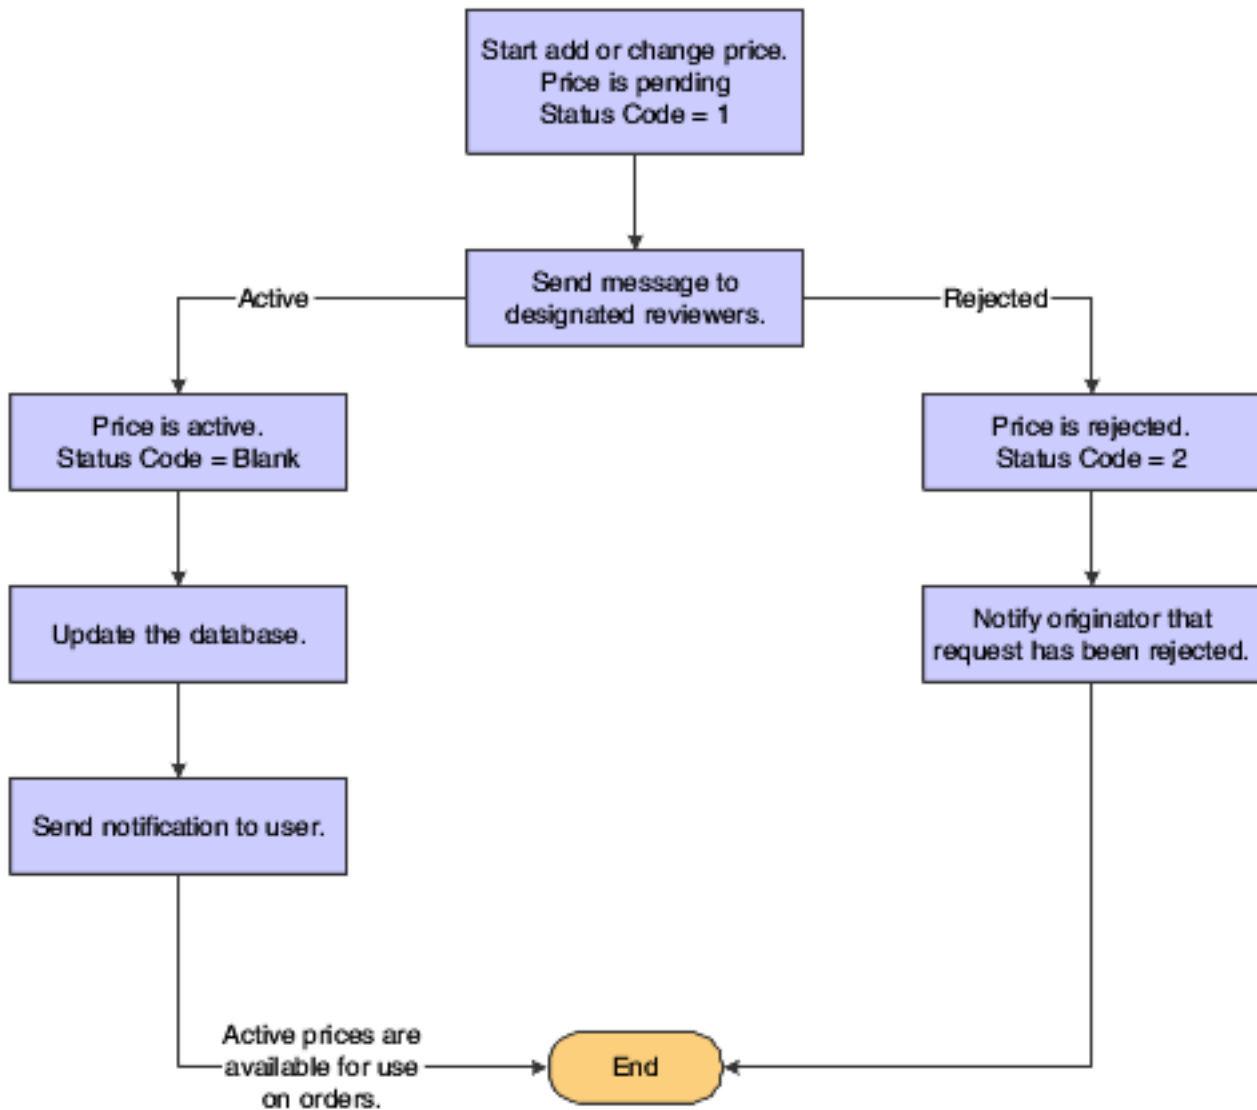 Start add or change price.
Price is pending
Status Code = 1
Send message to
designated reviewers.
Active
Rejected
Price is active.
Status Code = Blank
Price is rejected.
Status Code = 2
Update the database.
Notify originator that
request has been rejected.
Send notification to user.
Active prices are
available for use
on orders.
End